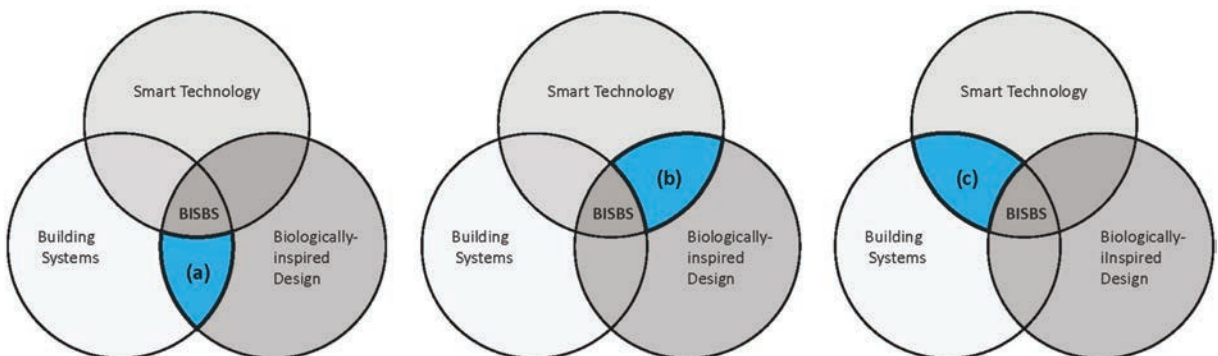 Smart Technology
BISBS
Building
Systems
Biologically-
inspired
Design
(a)
Smart Technology
(b)
BISBS
Building
Systems
Biologically-
inspired
Design
Smart Technology
(c)
BISBS
Building
Systems
Biologically-
iInspired
Design